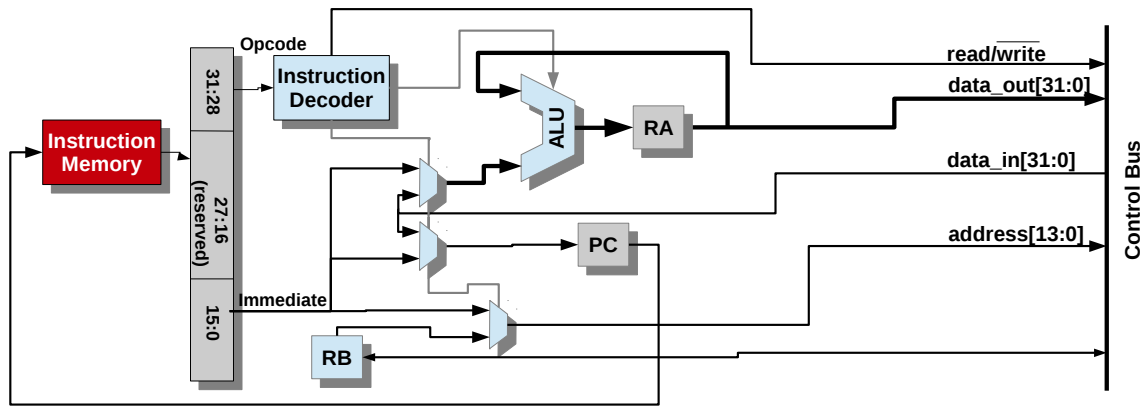 Opcode
Instruction
Decoder
read/write
data_out[31:0]
31:28
ALU
RA
Instruction
Memory
data_in[31:0]
27:16
(reserved)
Control Bus
PC
address[13:0]
Immediate
15:0
RB